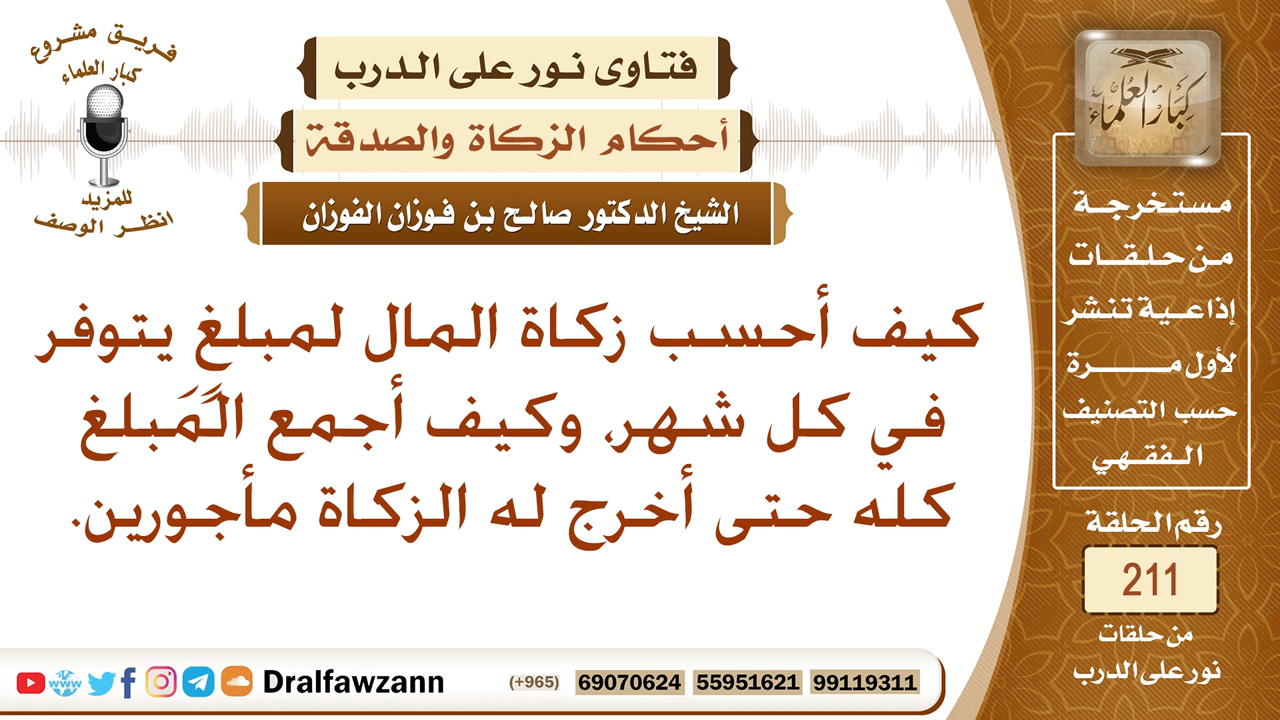 فريق مشروع
كبار العلماء
للمزيد
انظر الوصف
فتاوى نور على الدرب
أحكام الزكاة والصدقة
الشيخ الدكتور صالح بن فوزان الفوزان
كيف أحسب زكاة المال لمبلغ يتوفر
في كل شهر، وكيف أجمع المَبلغ
كله حتى أخرج له الزكاة مأجورين.
كبار العلماء
مستخرجة
من حلقات
إذاعية تنشر
لأول مرة
حسب التصنيف
الفقهي
رقم الحلقة
211
من حلقات
نور على الدرب
www
Dralfawzann
(+965) 69070624 55951621 99119311